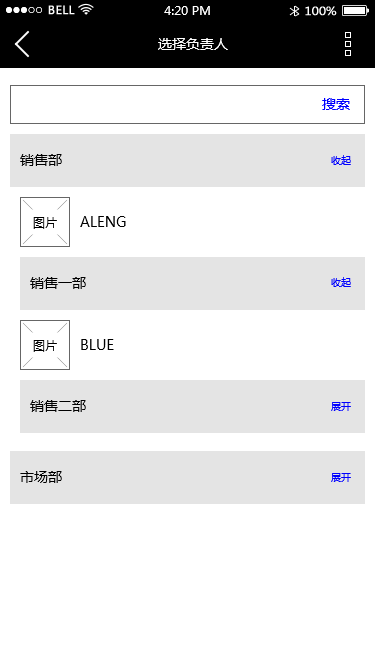 BELL 4:20 PM 100%
选择负责人
搜索
销售部 收起
图片 ALENG
销售一部 收起
图片 BLUE
销售二部 展开
市场部 展开